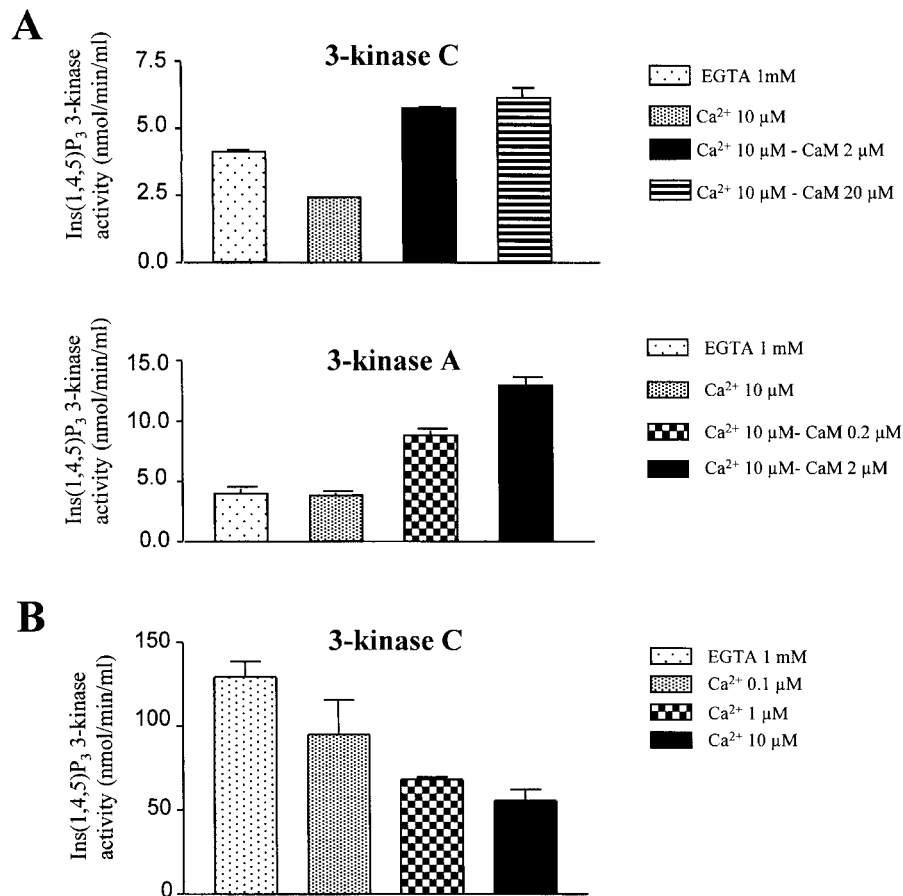 A
3-kinase C
Ins(1,4,5)P₃ 3-kinase
activity (nmol/min/ml)
7.5
5.0
2.5
0.0
EGTA 1mM
Ca²⁺ 10 µM
Ca²⁺ 10 µM - CaM 2 µM
Ca²⁺ 10 µM - CaM 20 µM
3-kinase A
Ins(1,4,5)P₃ 3-kinase
activity (nmol/min/ml)
15.0
10.0
5.0
0.0
EGTA 1 mM
Ca²⁺ 10 µM
Ca²⁺ 10 µM- CaM 0.2 µM
Ca²⁺ 10 µM- CaM 2 µM
B
3-kinase C
Ins(1,4,5)P₃ 3-kinase
activity (nmol/min/ml)
150
100
50
0
EGTA 1 mM
Ca²⁺ 0.1 µM
Ca²⁺ 1 µM
Ca²⁺ 10 µM